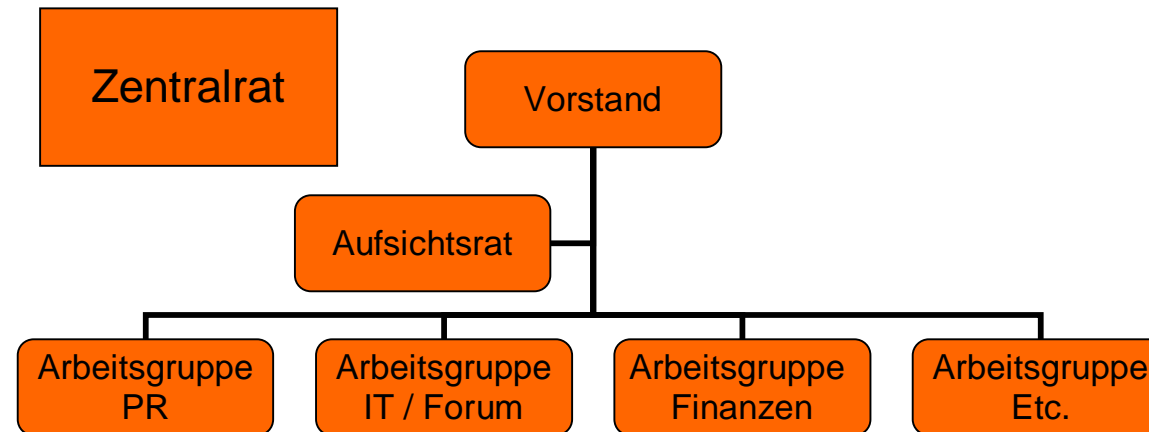 Zentralrat
Vorstand
Aufsichtsrat
Arbeitsgruppe
PR
Arbeitsgruppe
IT / Forum
Arbeitsgruppe
Finanzen
Arbeitsgruppe
Etc.